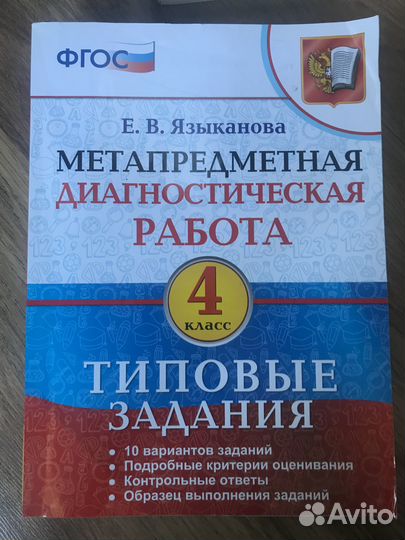 ФГОС
Е. В. Языканова
МЕТАПРЕДМЕТНАЯ
ДИАГНОСТИЧЕСКАЯ
РАБОТА
4
класс
ТИПОВЫЕ
ЗАДАНИЯ
• 10 вариантов заданий
• Подробные критерии оценивания
• Контрольные ответы
• Образец выполнения заданий
Avito